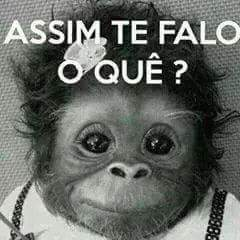 ASSIM TE FALO
O QUÊ ?